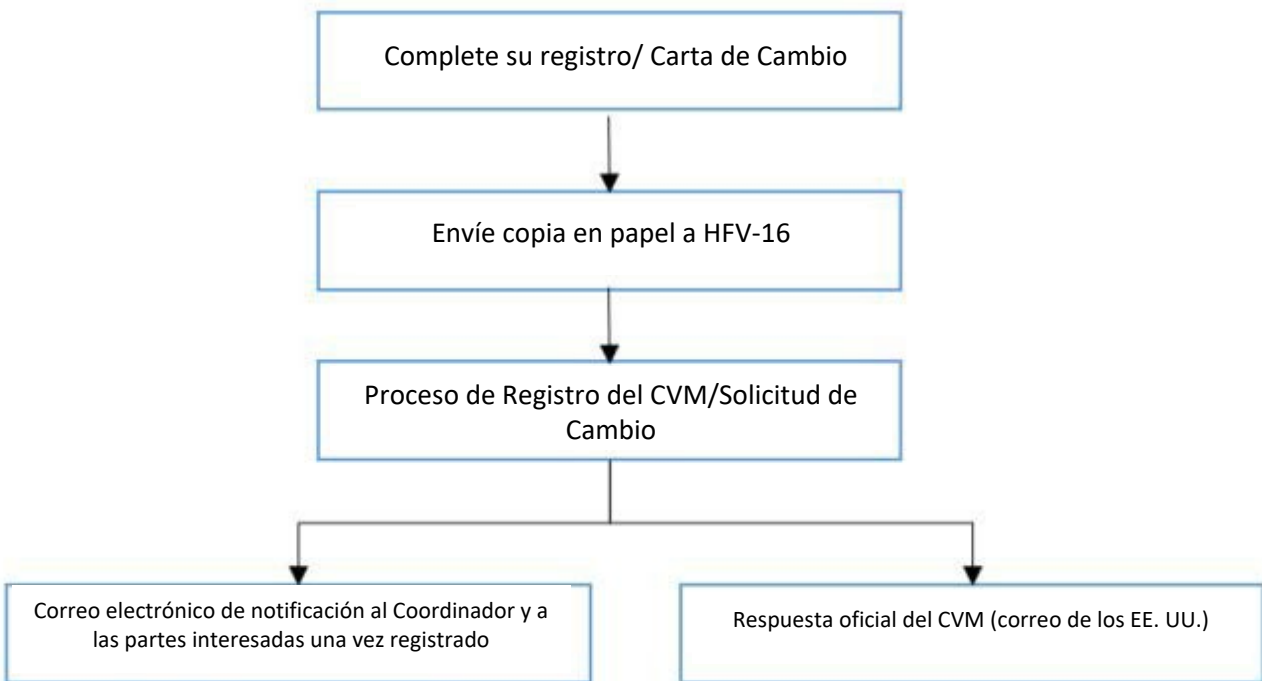 Complete su registro/ Carta de Cambio
Envíe copia en papel a HFV-16
Proceso de Registro del CVM/Solicitud de
Cambio
Correo electrónico de notificación al Coordinador y a
las partes interesadas una vez registrado
Respuesta oficial del CVM (correo de los EE. UU.)